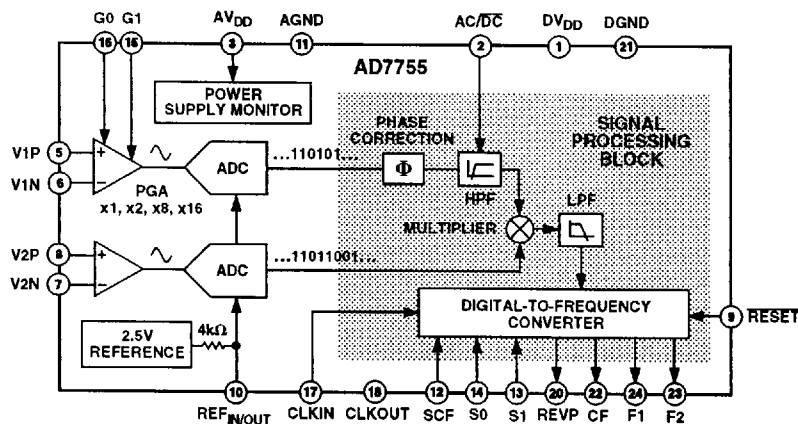 G0 G1 AVDD AGND AC/DC DVDD DGND
16 15 3 11 2 1 21
AD7755
POWER
SUPPLY MONITOR
SIGNAL
PROCESSING
BLOCK
PHASE
CORRECTION
V1P 5
+
V1N 6
−
PGA
x1, x2, x8, x16
ADC
...110101...
Φ
HPF
LPF
MULTIPLIER
V2P 8
+
V2N 7
−
ADC
...11011001...
DIGITAL-TO-FREQUENCY
CONVERTER
9 RESET
2.5V
REFERENCE
4kΩ
10 17 18 12 14 13 20 22 24 23
REFIN/OUT CLKIN CLKOUT SCF S0 S1 REVP CF F1 F2